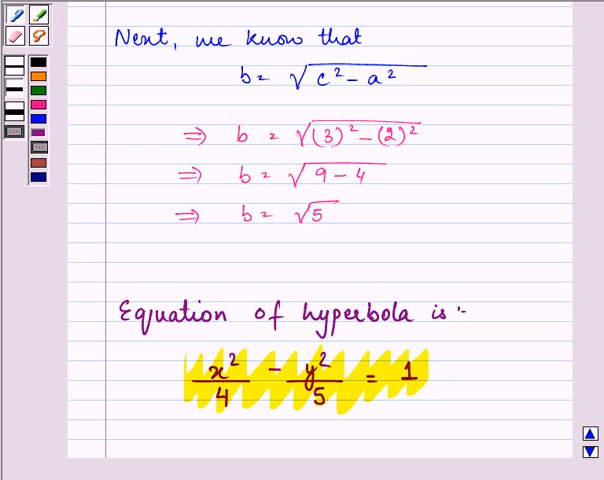 Next, we know that
b = √(c² - a²)
⇒ b = √((3)² - (2)²)
⇒ b = √(9 - 4)
⇒ b = √5
Equation of hyperbola is :-
x²/4 - y²/5 = 1